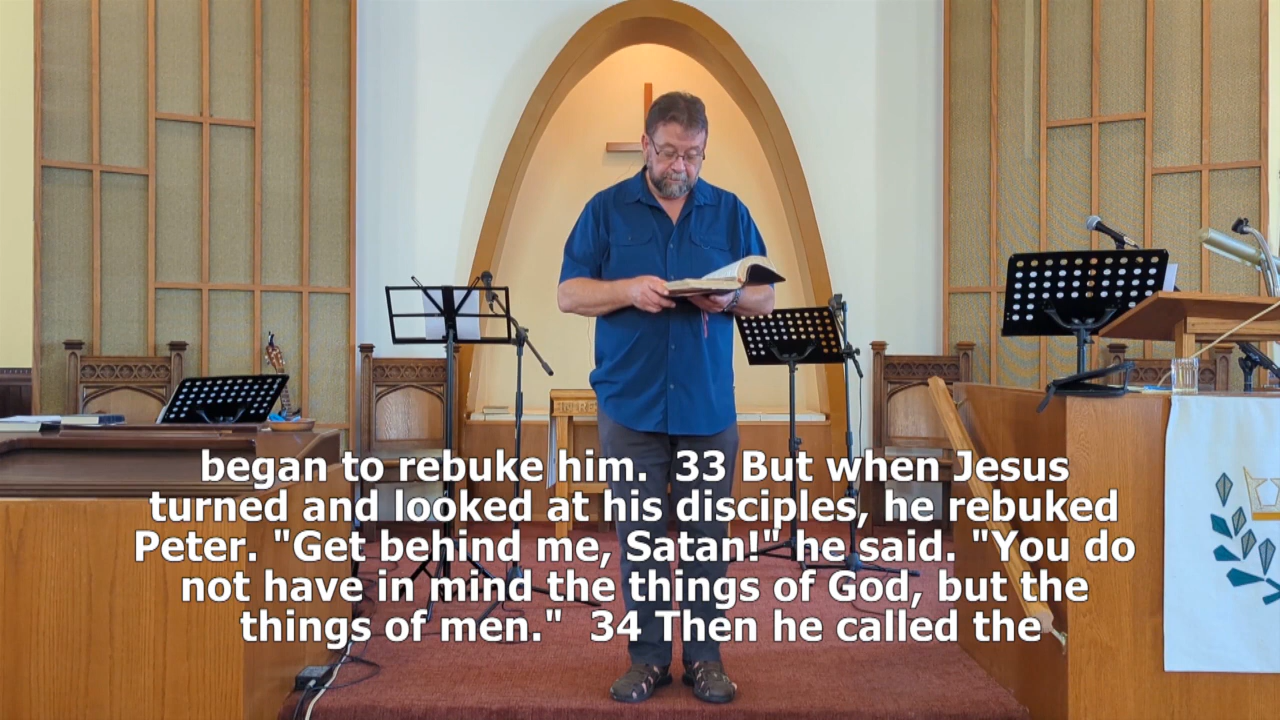 began to rebuke him.  33 But when Jesus
turned and looked at his disciples, he rebuked
Peter. "Get behind me, Satan!" he said. "You do
not have in mind the things of God, but the
things of men."  34 Then he called the